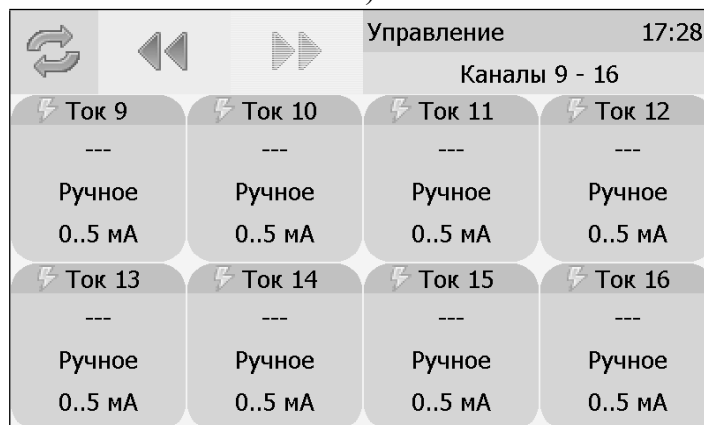 Управление 17:28
Каналы 9 - 16
Ток 9 Ток 10 Ток 11 Ток 12
--- --- --- ---
Ручное Ручное Ручное Ручное
0..5 мА 0..5 мА 0..5 мА 0..5 мА
Ток 13 Ток 14 Ток 15 Ток 16
--- --- --- ---
Ручное Ручное Ручное Ручное
0..5 мА 0..5 мА 0..5 мА 0..5 мА